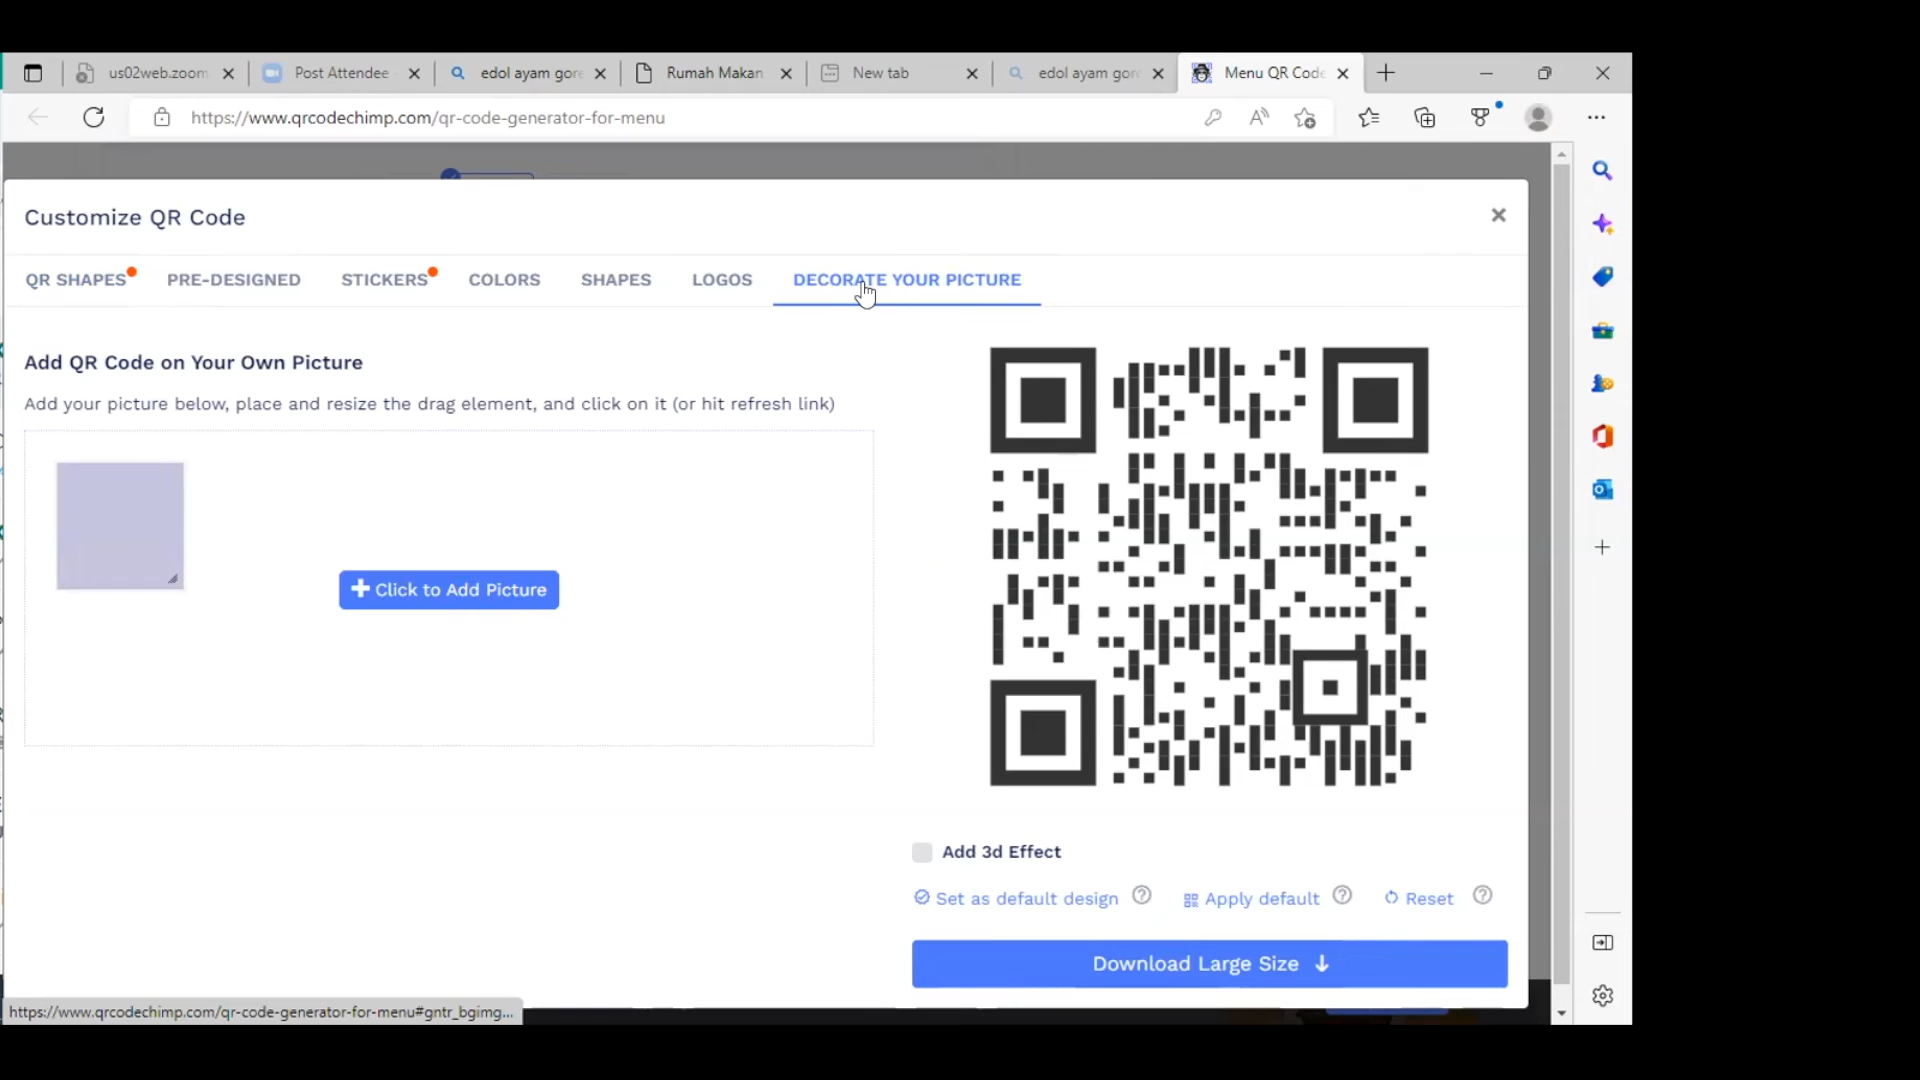 us02web.zoom
Post Attendee -
edol ayam gore
Rumah Makan
New tab
edol ayam gore
Menu QR Code
https://www.qrcodechimp.com/qr-code-generator-for-menu
Customize QR Code
QR SHAPES
PRE-DESIGNED
STICKERS
COLORS
SHAPES
LOGOS
DECORATE YOUR PICTURE
Add QR Code on Your Own Picture
Add your picture below, place and resize the drag element, and click on it (or hit refresh link)
Click to Add Picture
Add 3d Effect
Set as default design
Apply default
Reset
Download Large Size
https://www.qrcodechimp.com/qr-code-generator-for-menu#gntr_bgimg...